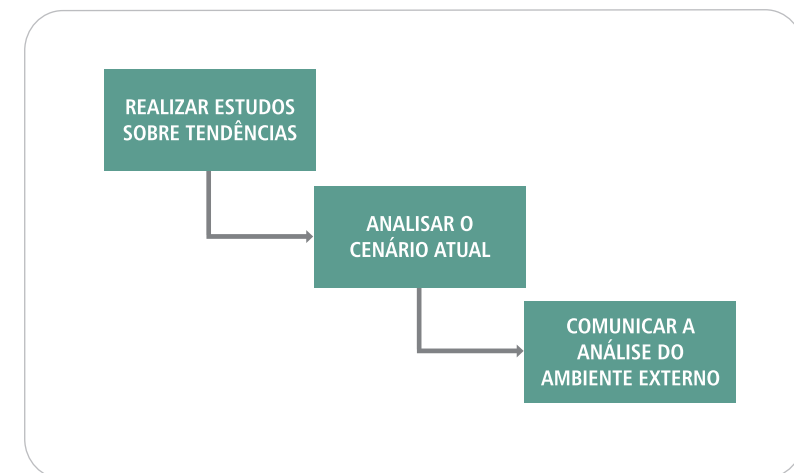 REALIZAR ESTUDOS
SOBRE TENDÊNCIAS
ANALISAR O
CENÁRIO ATUAL
COMUNICAR A
ANÁLISE DO
AMBIENTE EXTERNO